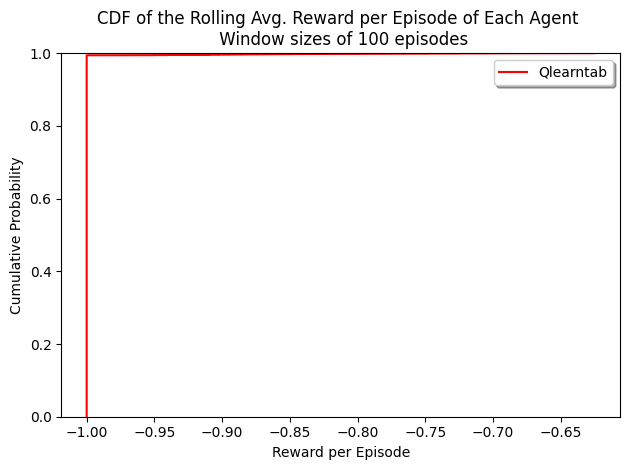 CDF of the Rolling Avg. Reward per Episode of Each Agent
Window sizes of 100 episodes
Qlearntab
1.0
0.8
0.6
0.4
0.2
0.0
Cumulative Probability
−1.00 −0.95 −0.90 −0.85 −0.80 −0.75 −0.70 −0.65
Reward per Episode